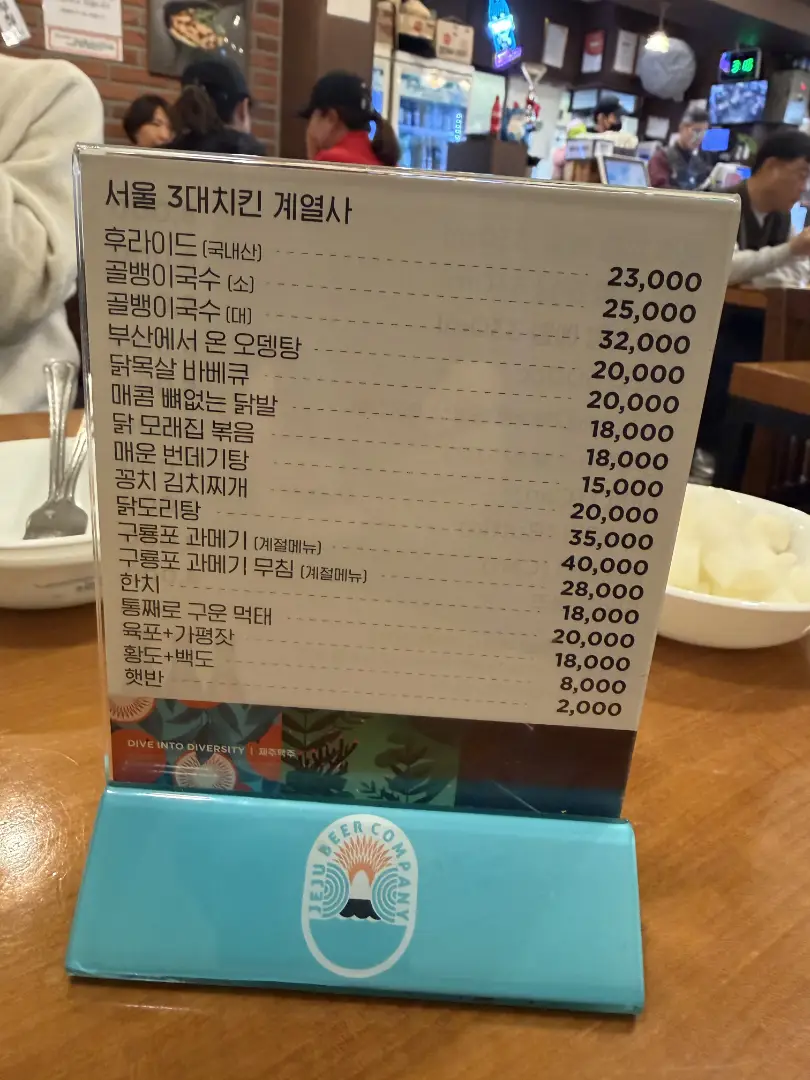 서울 3대치킨 계열사
후라이드 (국내산) 23,000
골뱅이국수 (소) 25,000
골뱅이국수 (대) 32,000
부산에서 온 오뎅탕 20,000
닭목살 바베큐 20,000
매콤 뼈없는 닭발 18,000
닭 모래집 볶음 18,000
매운 번데기탕 15,000
꽁치 김치찌개 20,000
닭도리탕 35,000
구룡포 과메기 (계절메뉴) 40,000
구룡포 과메기 무침 (계절메뉴) 28,000
한치 18,000
통째로 구운 먹태 20,000
육포+가평잣 18,000
황도+백도 8,000
햇반 2,000
DIVE INTO DIVERSITY | 제주맥주
JEJU BEER COMPANY